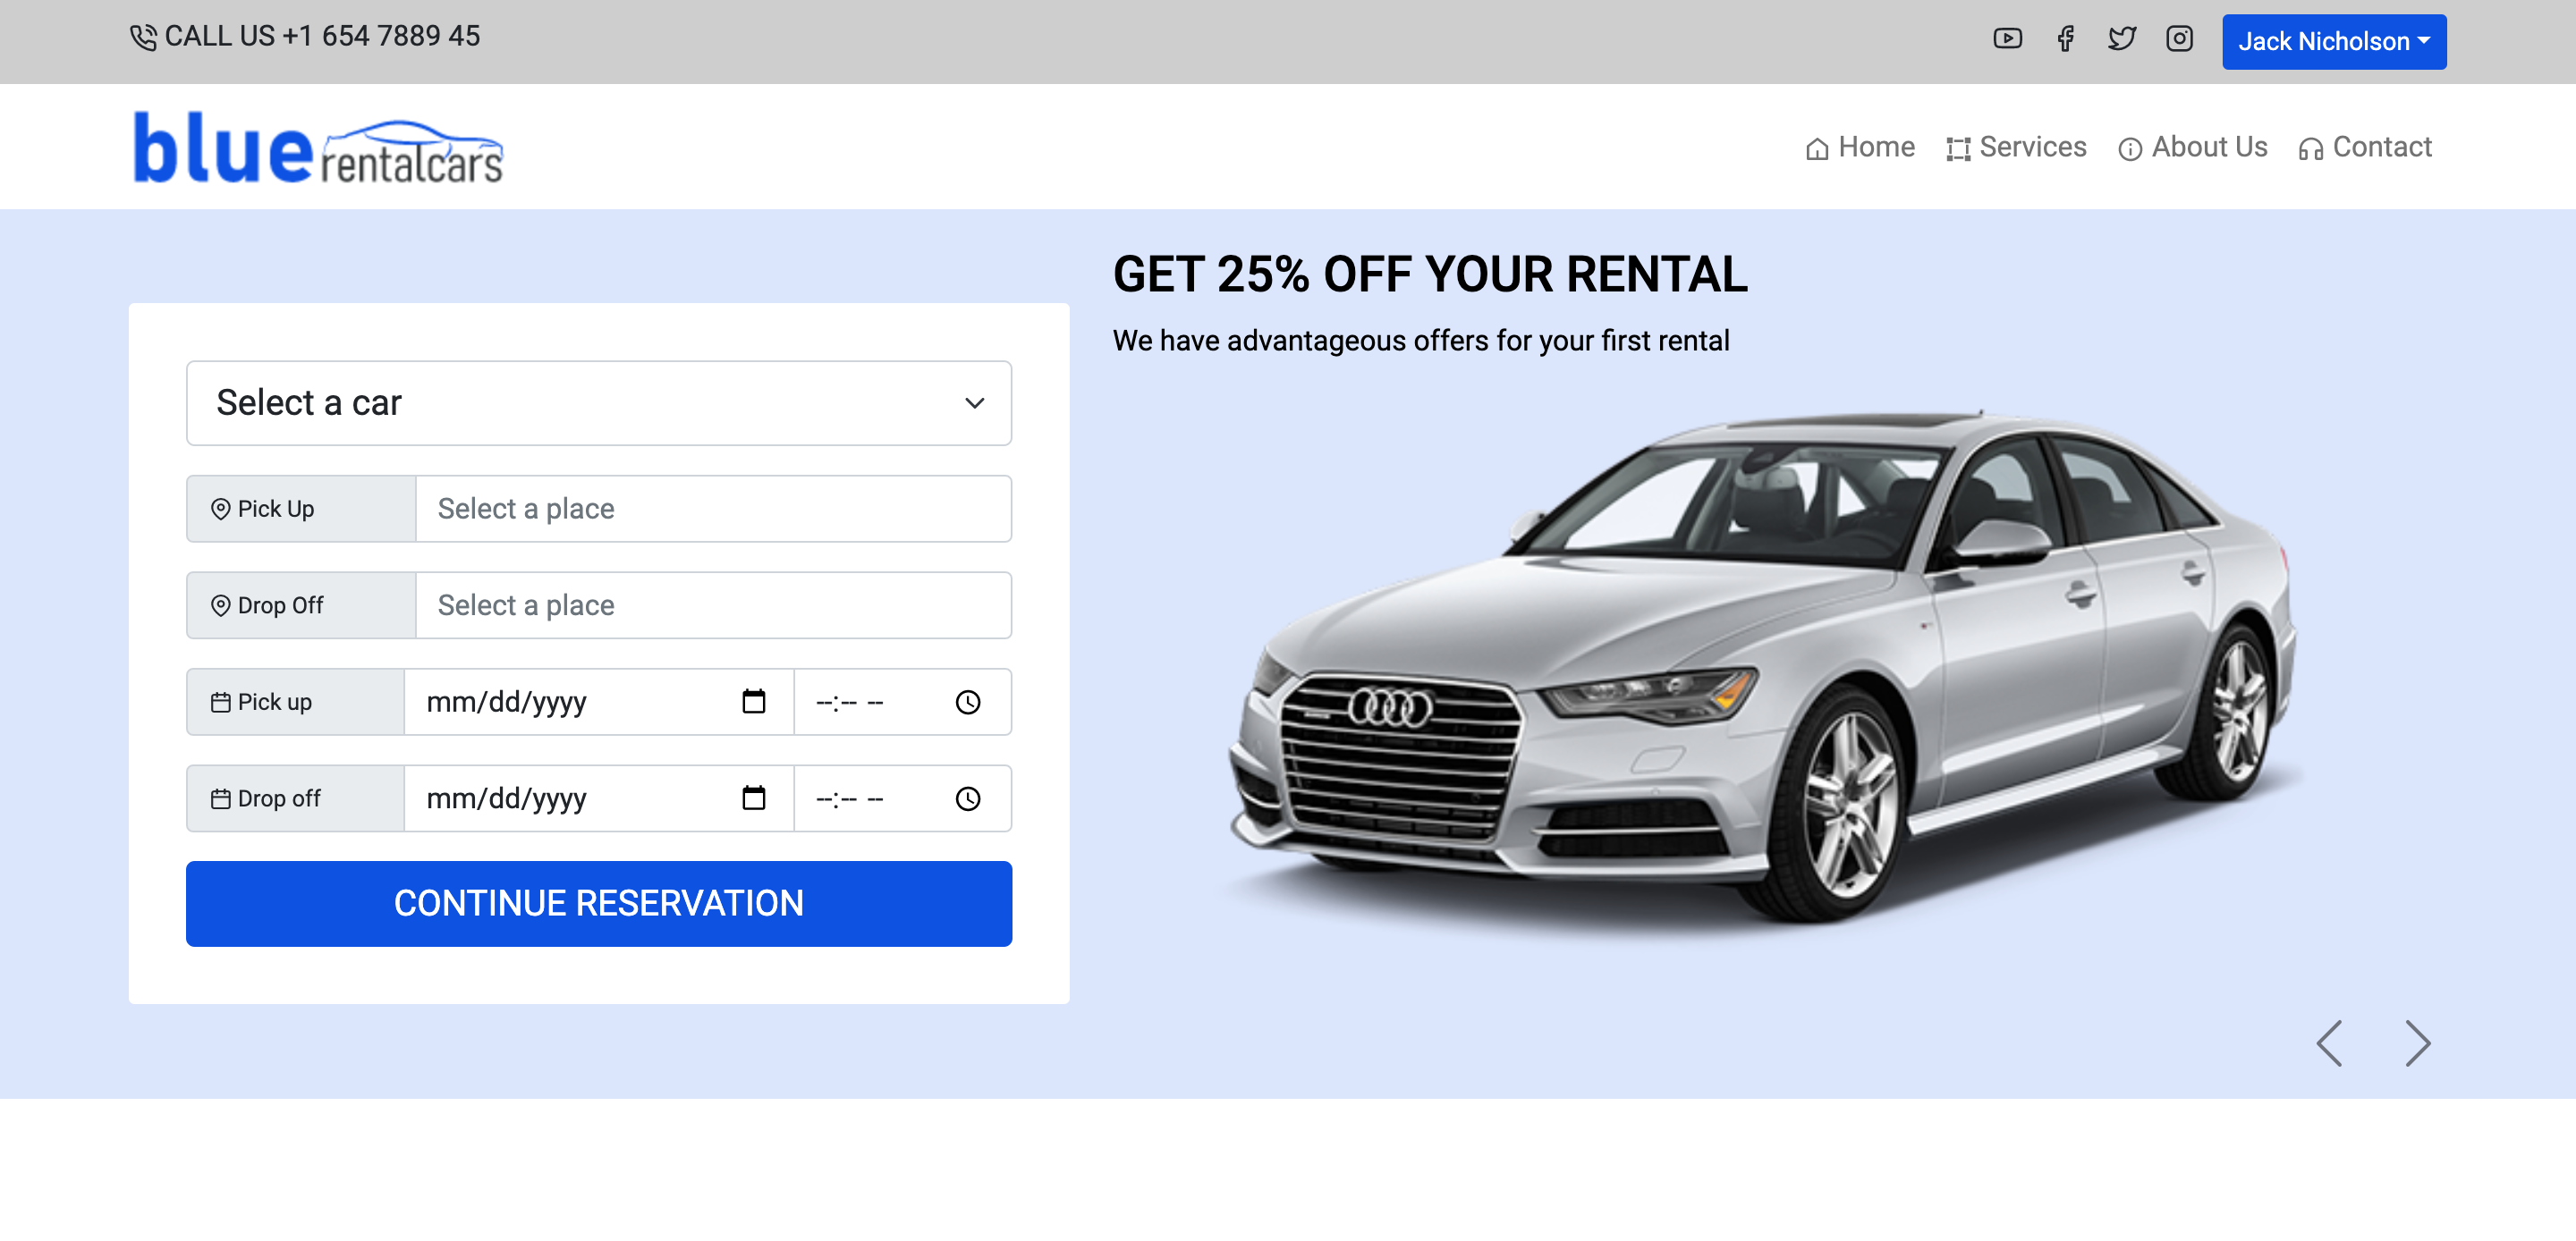 CALL US +1 654 7889 45
Jack Nicholson
blue rentalcars
Home
Services
About Us
Contact
GET 25% OFF YOUR RENTAL
We have advantageous offers for your first rental
Select a car
Pick Up
Select a place
Drop Off
Select a place
Pick up
mm/dd/yyyy
--:-- --
Drop off
mm/dd/yyyy
--:-- --
CONTINUE RESERVATION